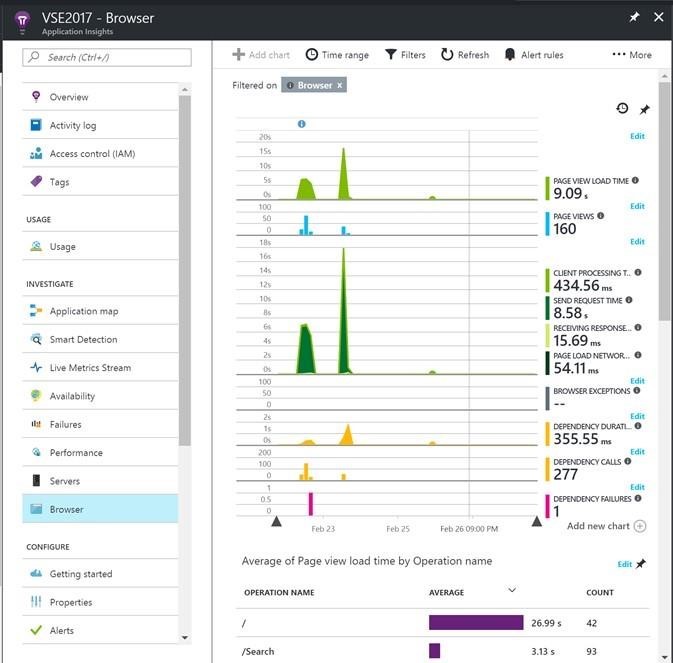 VSE2017 - Browser
Application Insights
Search (Ctrl+/)
Overview
Activity log
Access control (IAM)
Tags
USAGE
Usage
INVESTIGATE
Application map
Smart Detection
Live Metrics Stream
Availability
Failures
Performance
Servers
Browser
CONFIGURE
Getting started
Properties
Alerts
Add chart Time range Filters Refresh Alert rules ··· More
Filtered on Browser x
Edit
20s
15s
10s
5s
0s
PAGE VIEW LOAD TIME
9.09 s
Edit
100
50
0
PAGE VIEWS
160
Edit
18s
16s
14s
12s
10s
8s
6s
4s
2s
0s
CLIENT PROCESSING T...
434.56 ms
SEND REQUEST TIME
8.58 s
RECEIVING RESPONSE...
15.69 ms
PAGE LOAD NETWOR...
54.11 ms
Edit
100
50
0
BROWSER EXCEPTIONS
--
Edit
2s
1s
0s
DEPENDENCY DURATI...
355.55 ms
Edit
200
100
0
DEPENDENCY CALLS
277
Edit
1
0.5
0
DEPENDENCY FAILURES
1
Feb 23 Feb 25 Feb 26 09:00 PM
Add new chart
Average of Page view load time by Operation name Edit
OPERATION NAME AVERAGE COUNT
/ 26.99 s 42
/Search 3.13 s 93